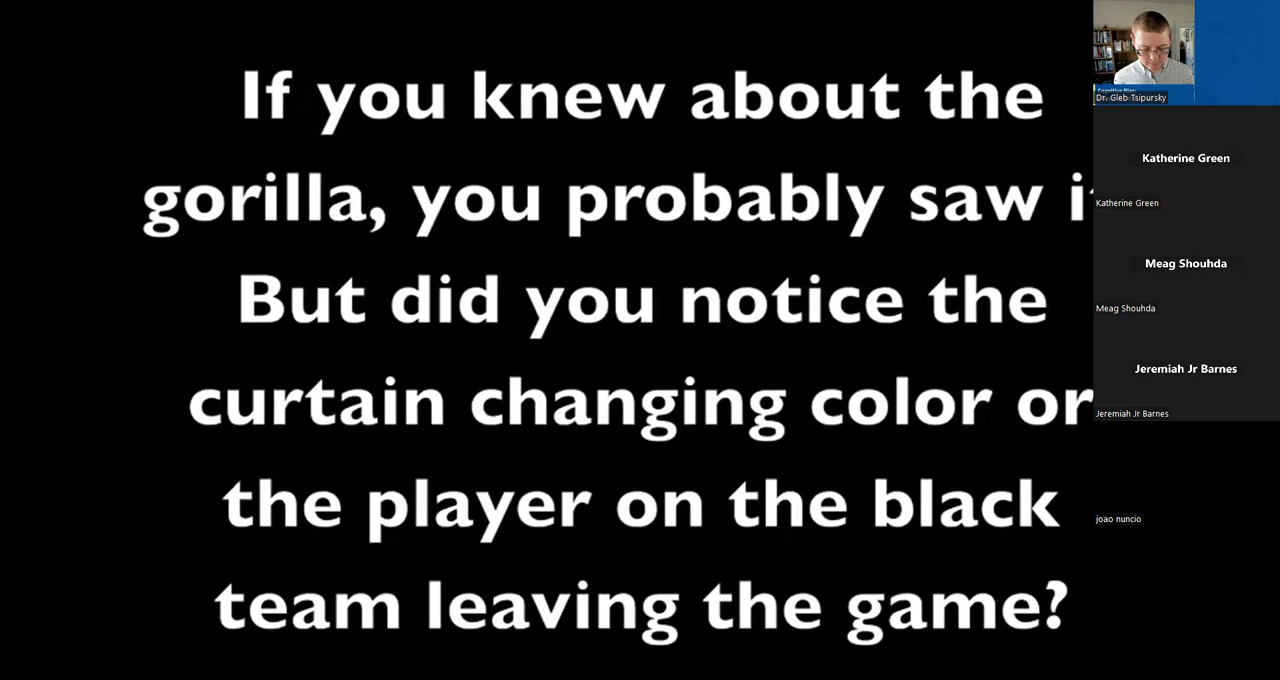 If you knew about the
gorilla, you probably saw
But did you notice the
curtain changing color or
the player on the black
team leaving the game?
Dr. Gleb Tsipursky
Katherine Green
Katherine Green
Meag Shouhda
Meag Shouhda
Jeremiah Jr Barnes
Jeremiah Jr Barnes
joao nuncio